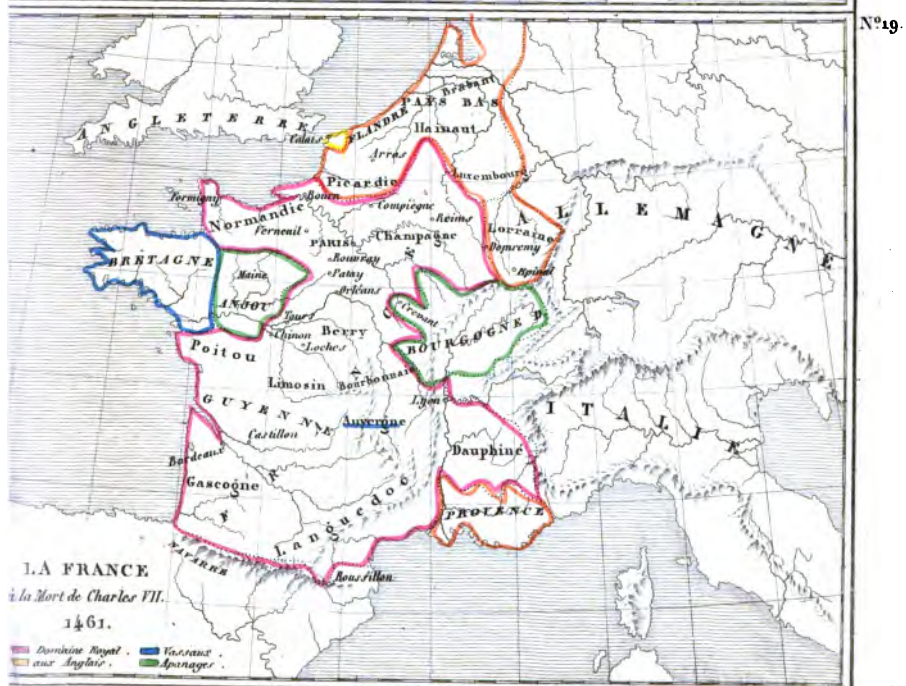 Nº 19.
ANGLETERRE
Calais
FLANDRE
PAYS BAS
Brabant
Hainaut
Arras
Picardie
Luxembourg
ALLEMAGNE
Formigny
Normandie
Rouen
Compiègne
Reims
Verneuil
PARIS
Champagne
Lorraine
Domremy
Epinal
Rouvray
Patay
Orléans
BRETAGNE
Maine
ANJOU
Tours
Chinon
Loches
Berry
Crevant
BOURGOGNE
Poitou
Limosin
Bourbonnais
Lyon
ITALIE
GUYENNE
Castillon
Auvergne
Bordeaux
Dauphiné
Gascogne
Languedoc
PROVENCE
NAVARRE
Roussillon
LA FRANCE
à la Mort de Charles VII.
1461.
Domaine Royal .
Vassaux .
aux Anglais .
Apanages .